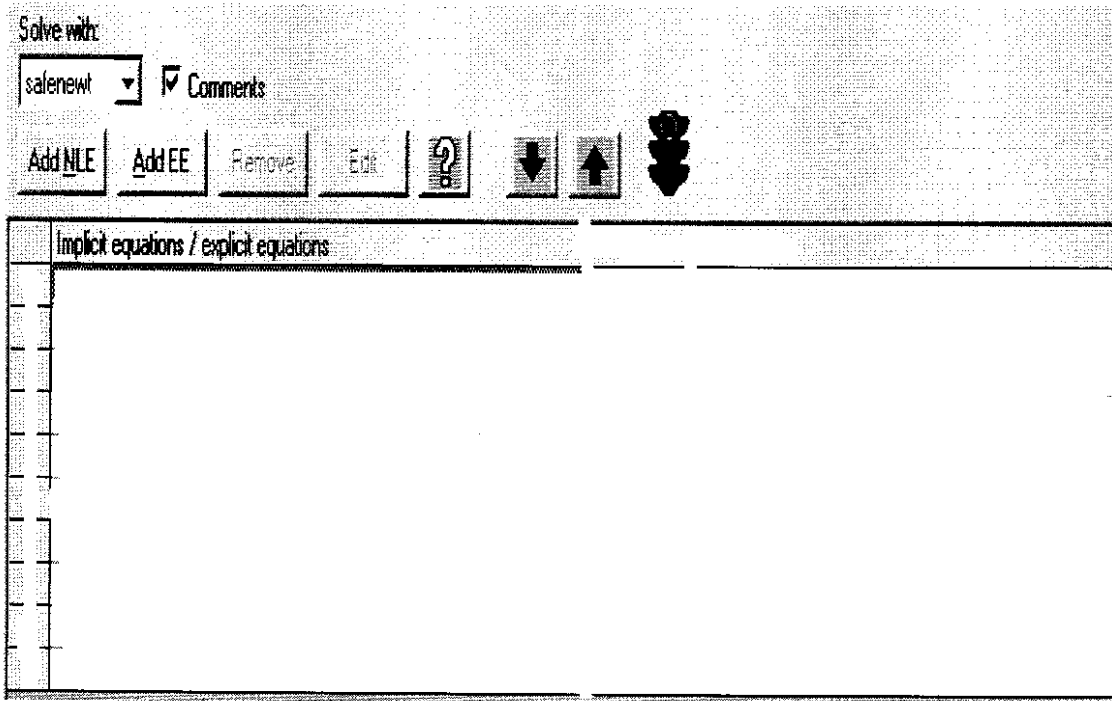 Solve with:
safenewt Comments
Add NLE Add EE Remove Edit ?
Implicit equations / explicit equations